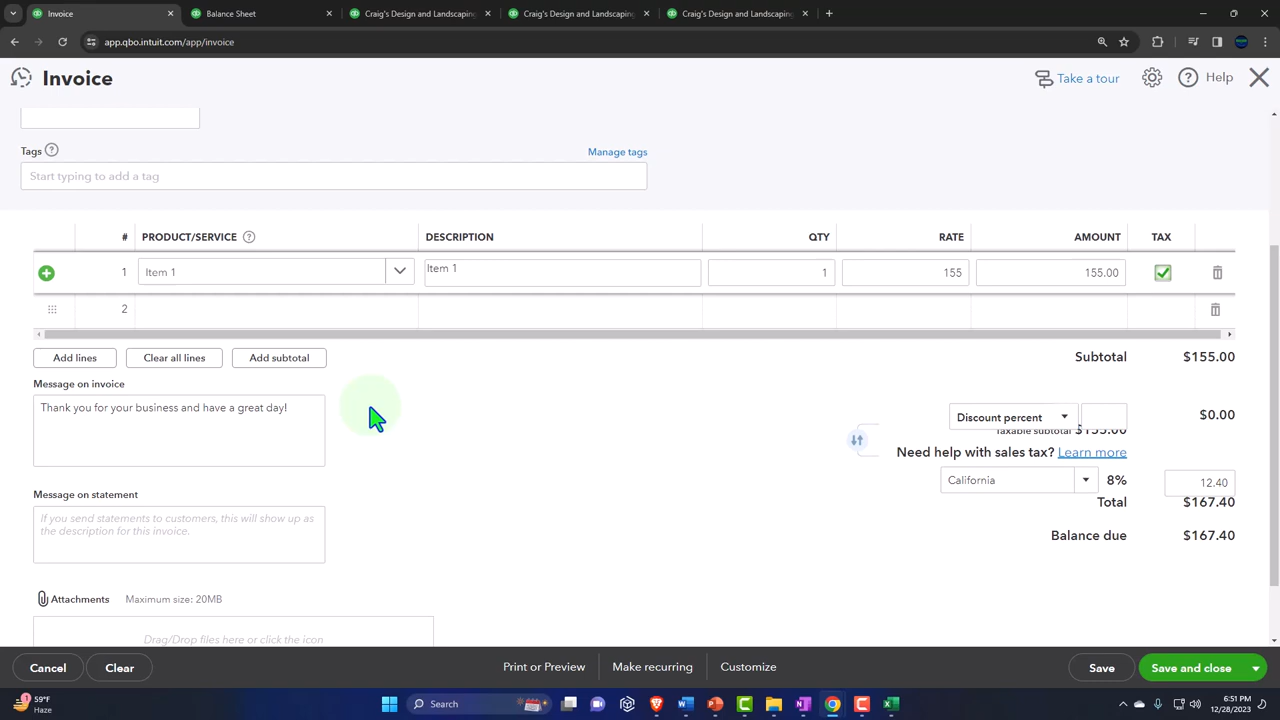 Invoice
Balance Sheet
Craig's Design and Landscaping
Craig's Design and Landscaping
Craig's Design and Landscaping
app.qbo.intuit.com/app/invoice
Invoice
Take a tour
Help
Tags
Manage tags
Start typing to add a tag
# PRODUCT/SERVICE DESCRIPTION QTY RATE AMOUNT TAX
1 Item 1 Item 1 1 155 155.00
2
Add lines Clear all lines Add subtotal
Subtotal $155.00
Message on invoice
Thank you for your business and have a great day!
Discount percent $0.00
Taxable subtotal $155.00
Need help with sales tax? Learn more
California 8% 12.40
Total $167.40
Message on statement
If you send statements to customers, this will show up as
the description for this invoice.
Balance due $167.40
Attachments Maximum size: 20MB
Drag/Drop files here or click the icon
Cancel Clear Print or Preview Make recurring Customize Save Save and close
59°F
Haze
Search
6:51 PM
12/28/2023